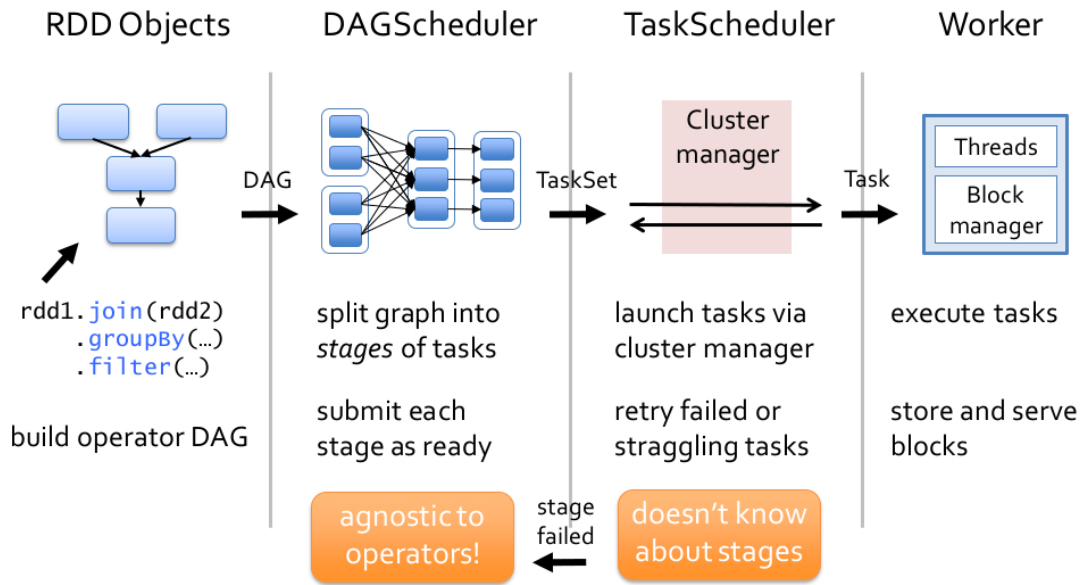 RDD Objects
DAGScheduler
TaskScheduler
Worker
DAG
TaskSet
Cluster
manager
Task
Threads
Block
manager
rdd1.join(rdd2)
.groupBy(…)
.filter(…)
build operator DAG
split graph into
stages of tasks
submit each
stage as ready
launch tasks via
cluster manager
retry failed or
straggling tasks
execute tasks
store and serve
blocks
agnostic to
operators!
stage
failed
doesn't know
about stages